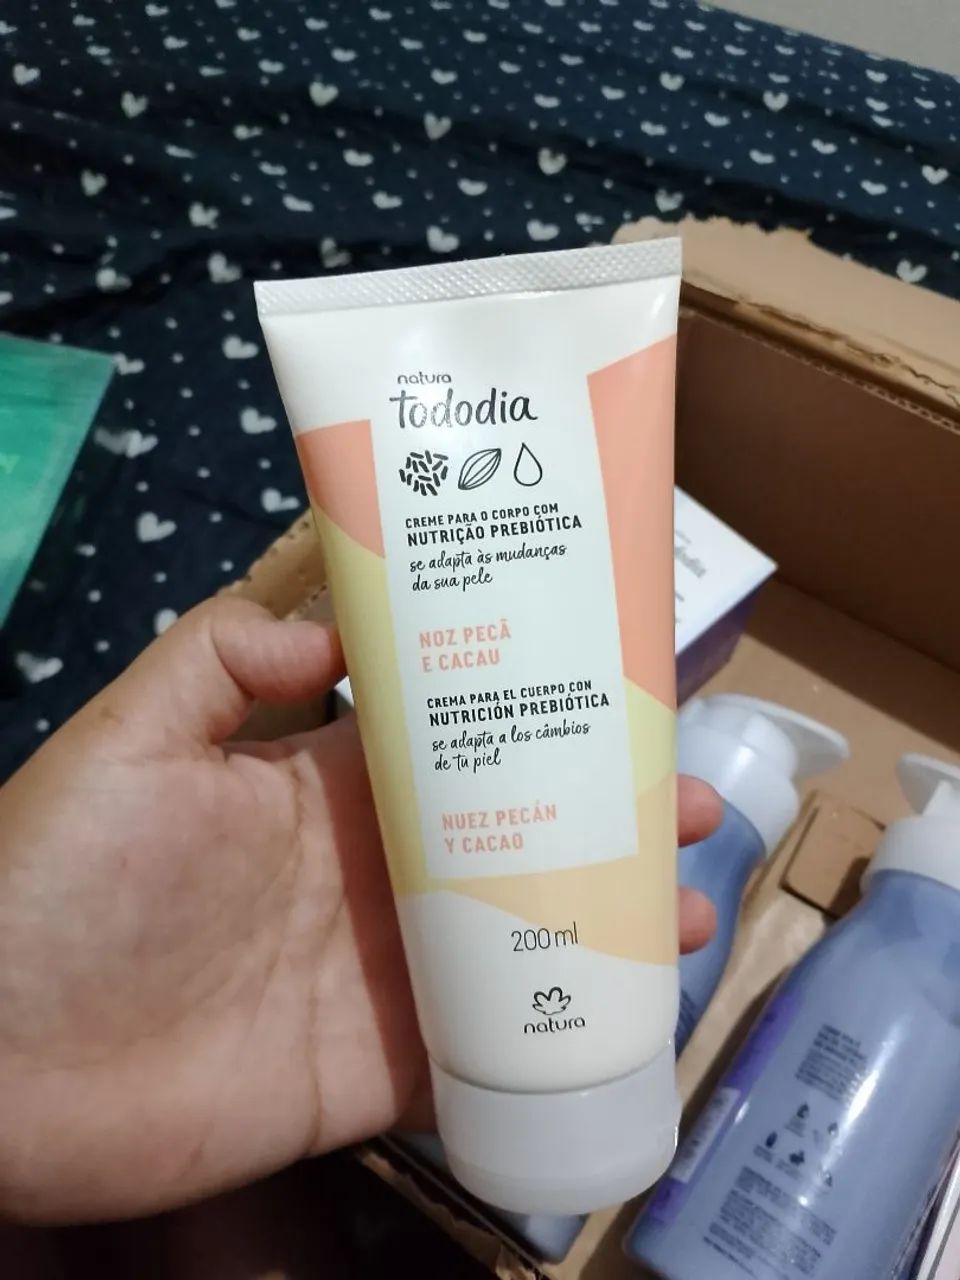 natura
tododia
CREME PARA O CORPO COM
NUTRIÇÃO PREBIÓTICA
se adapta às mudanças
da sua pele
NOZ PECÃ
E CACAU
CREMA PARA EL CUERPO CON
NUTRICIÓN PREBIÓTICA
se adapta a los câmbios
de tu piel
NUEZ PECÁN
Y CACAO
200 ml
natura